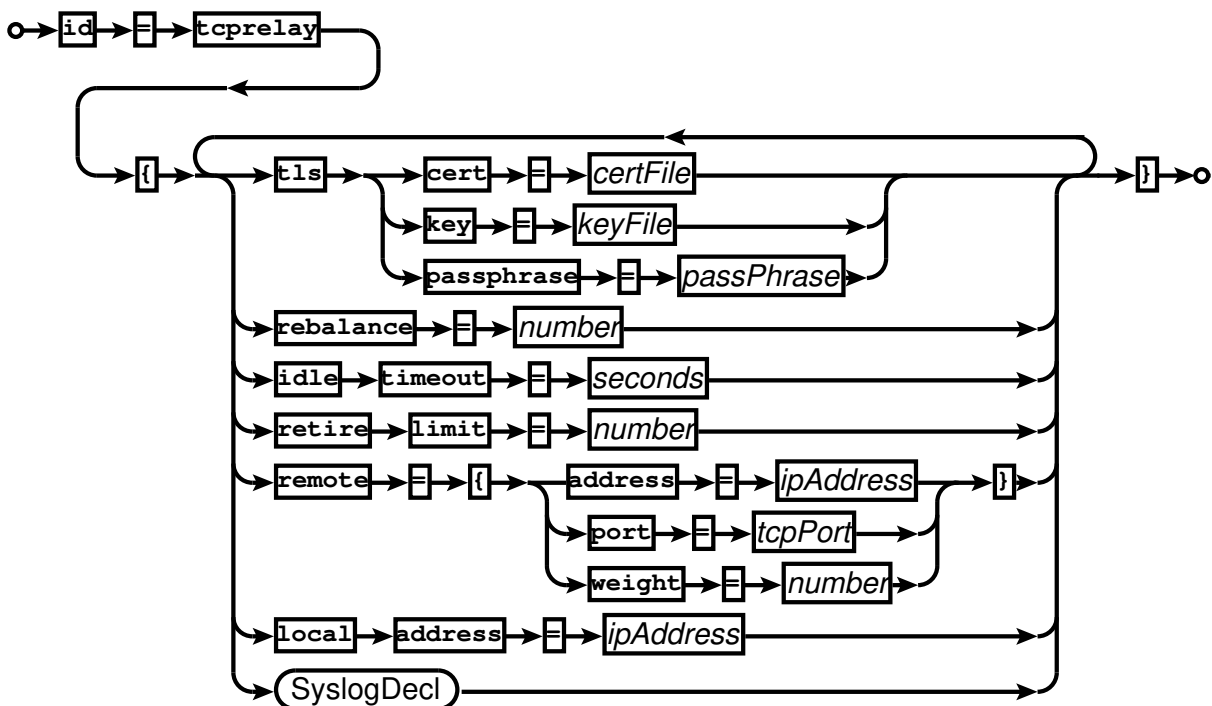 id = tcprelay
{ tls cert = certFile }
key = keyFile
passphrase = passPhrase
rebalance = number
idle timeout = seconds
retire limit = number
remote = { address = ipAddress }
port = tcpPort
weight = number
local address = ipAddress
SyslogDecl